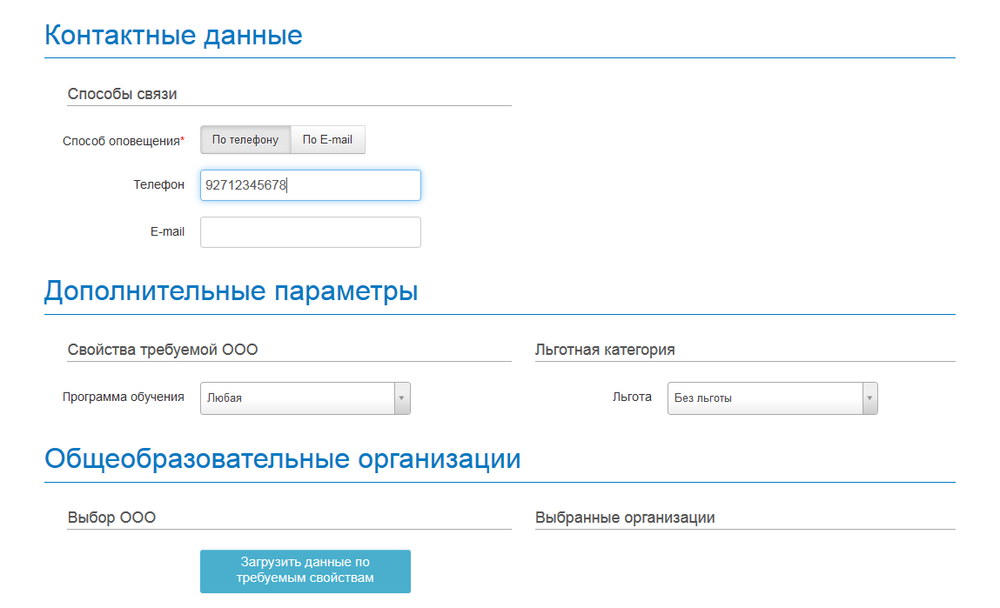 Контактные данные
Способы связи
Способ оповещения* По телефону По E-mail
Телефон 92712345678
E-mail
Дополнительные параметры
Свойства требуемой ООО Льготная категория
Программа обучения Любая Льгота Без льготы
Общеобразовательные организации
Выбор ООО Выбранные организации
Загрузить данные по
требуемым свойствам